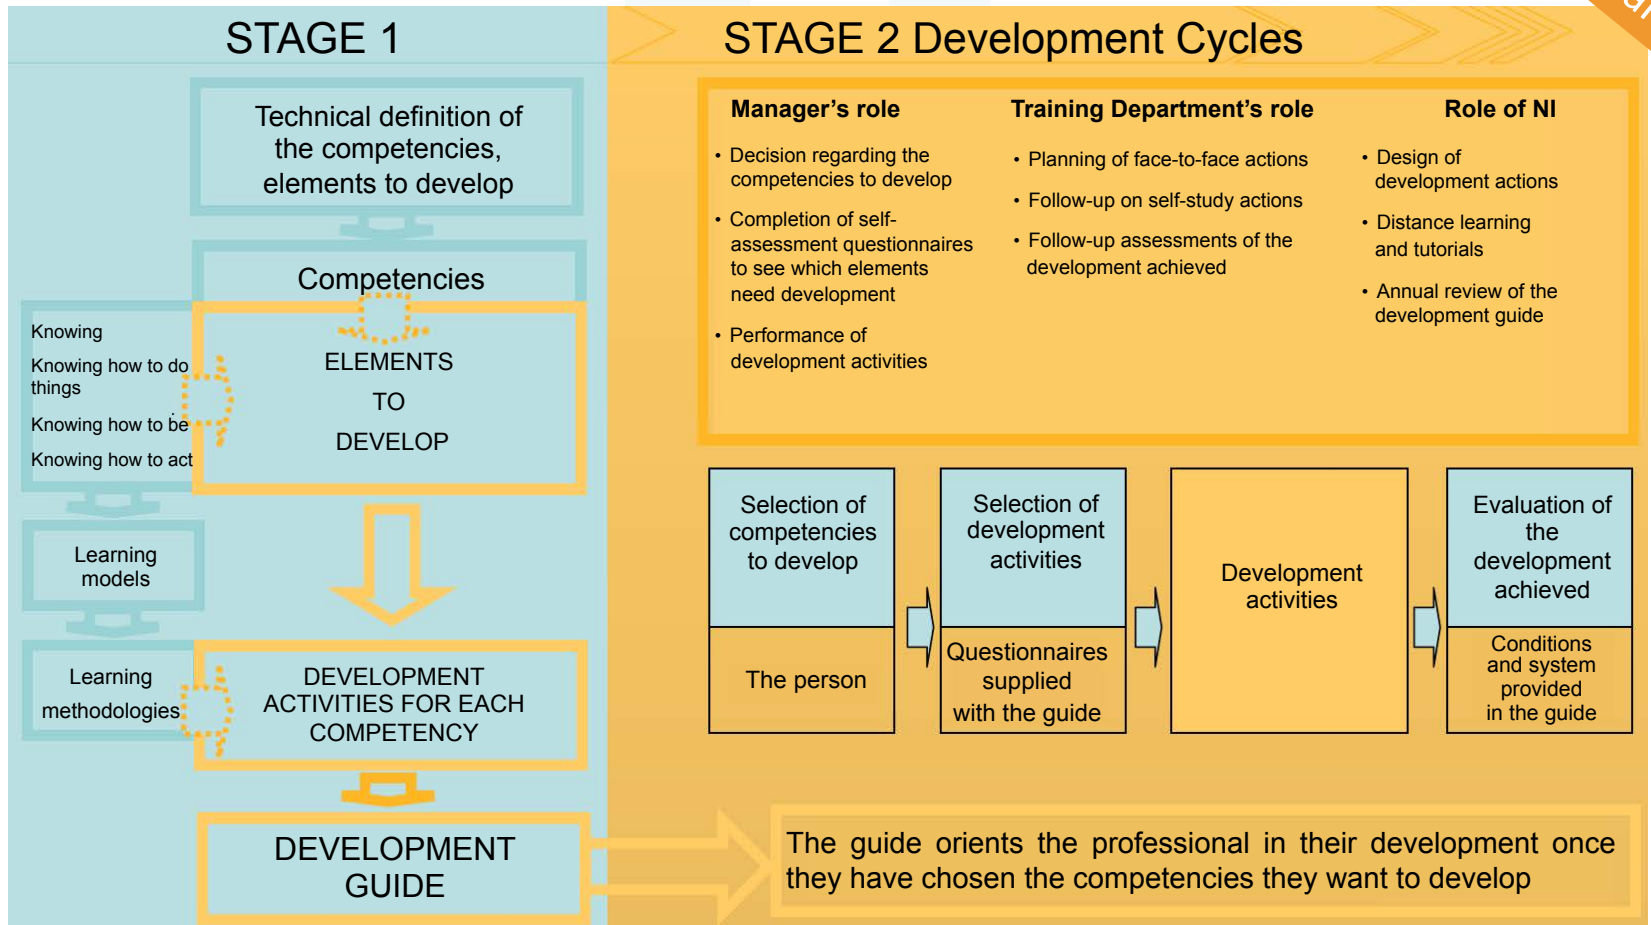 STAGE 1
Technical definition of
the competencies,
elements to develop
Competencies
Knowing
Knowing how to do
things
Knowing how to be
Knowing how to act
ELEMENTS
TO
DEVELOP
Learning
models
Learning
methodologies
DEVELOPMENT
ACTIVITIES FOR EACH
COMPETENCY
DEVELOPMENT
GUIDE
STAGE 2 Development Cycles
Manager’s role
• Decision regarding the
competencies to develop
• Completion of self-
assessment questionnaires
to see which elements
need development
• Performance of
development activities
Training Department’s role
• Planning of face-to-face actions
• Follow-up on self-study actions
• Follow-up assessments of the
development achieved
Role of NI
• Design of
development actions
• Distance learning
and tutorials
• Annual review of the
development guide
Selection of
competencies
to develop
The person
Selection of
development
activities
Questionnaires
supplied
with the guide
Development
activities
Evaluation of
the
development
achieved
Conditions
and system
provided
in the guide
The guide orients the professional in their development once
they have chosen the competencies they want to develop